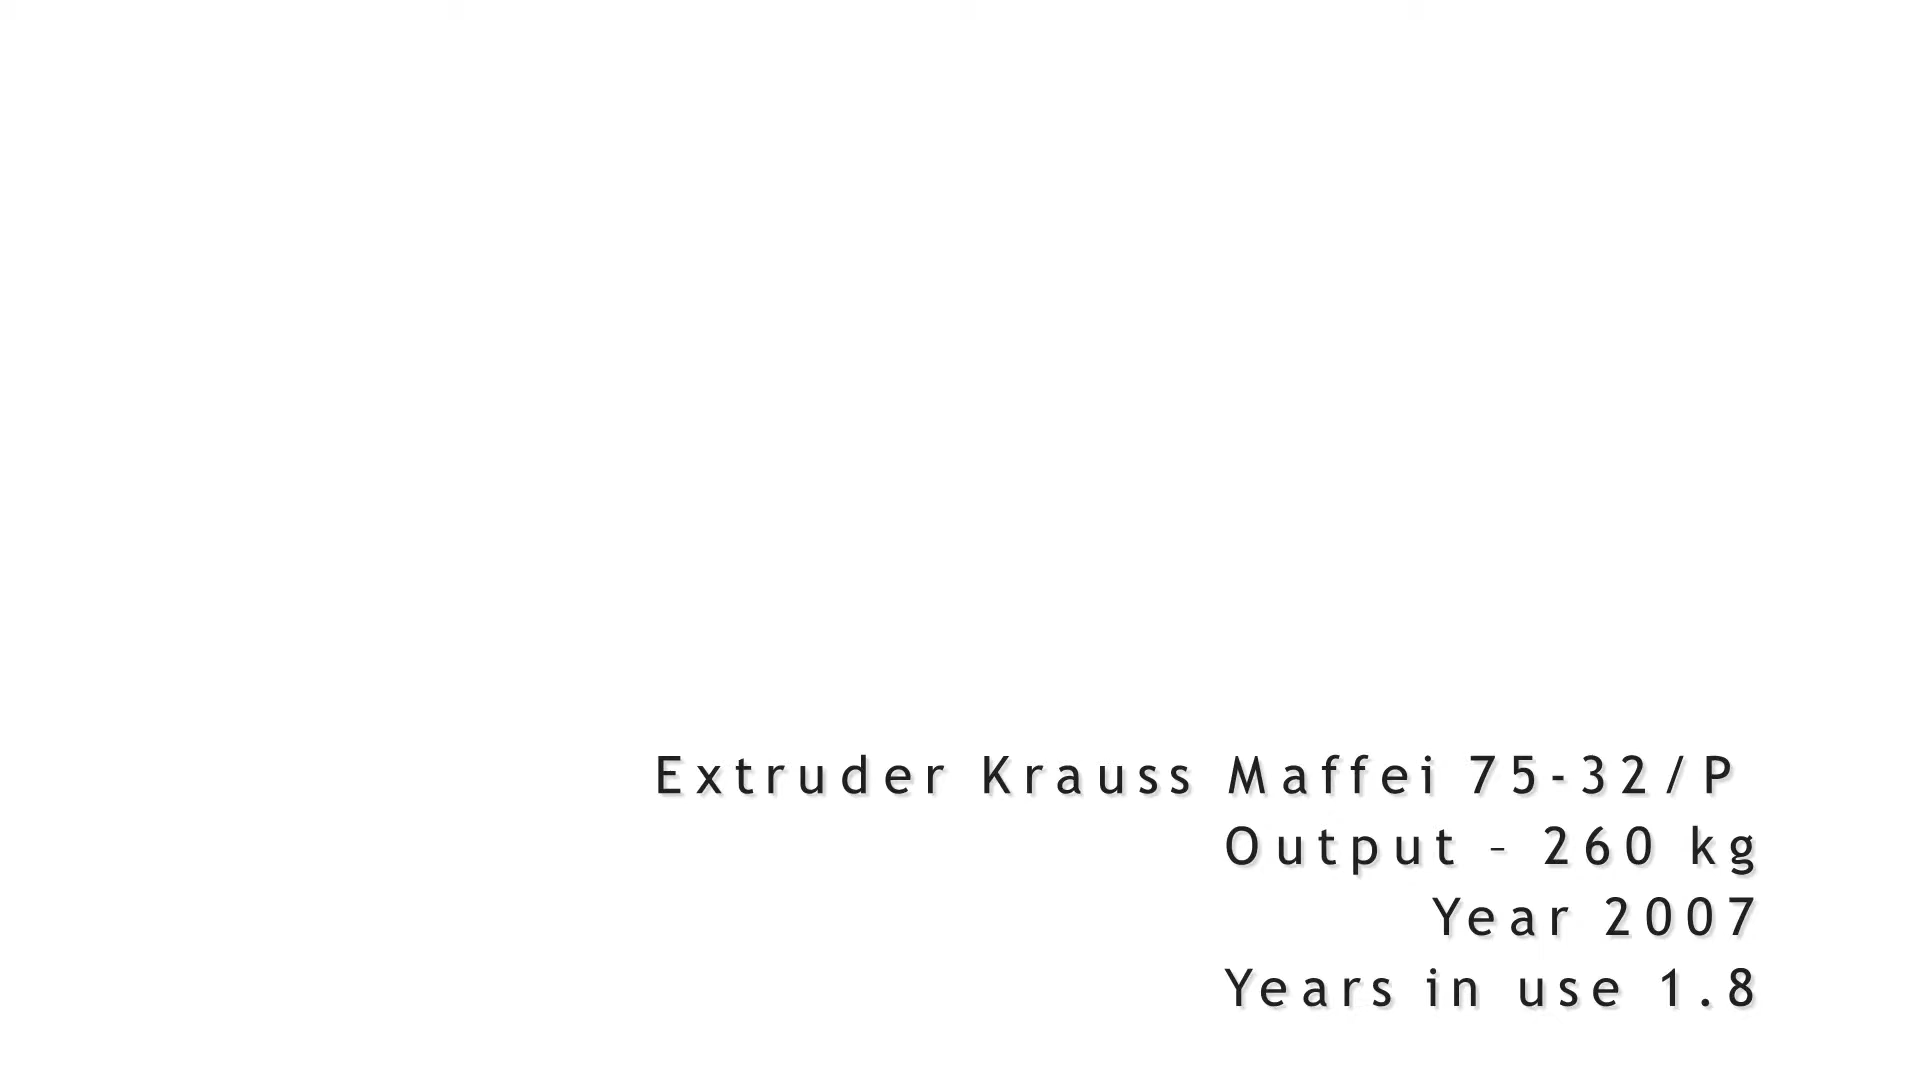 Extruder Krauss Maffei 75-32/P
Output – 260 kg
Year 2007
Years in use 1.8